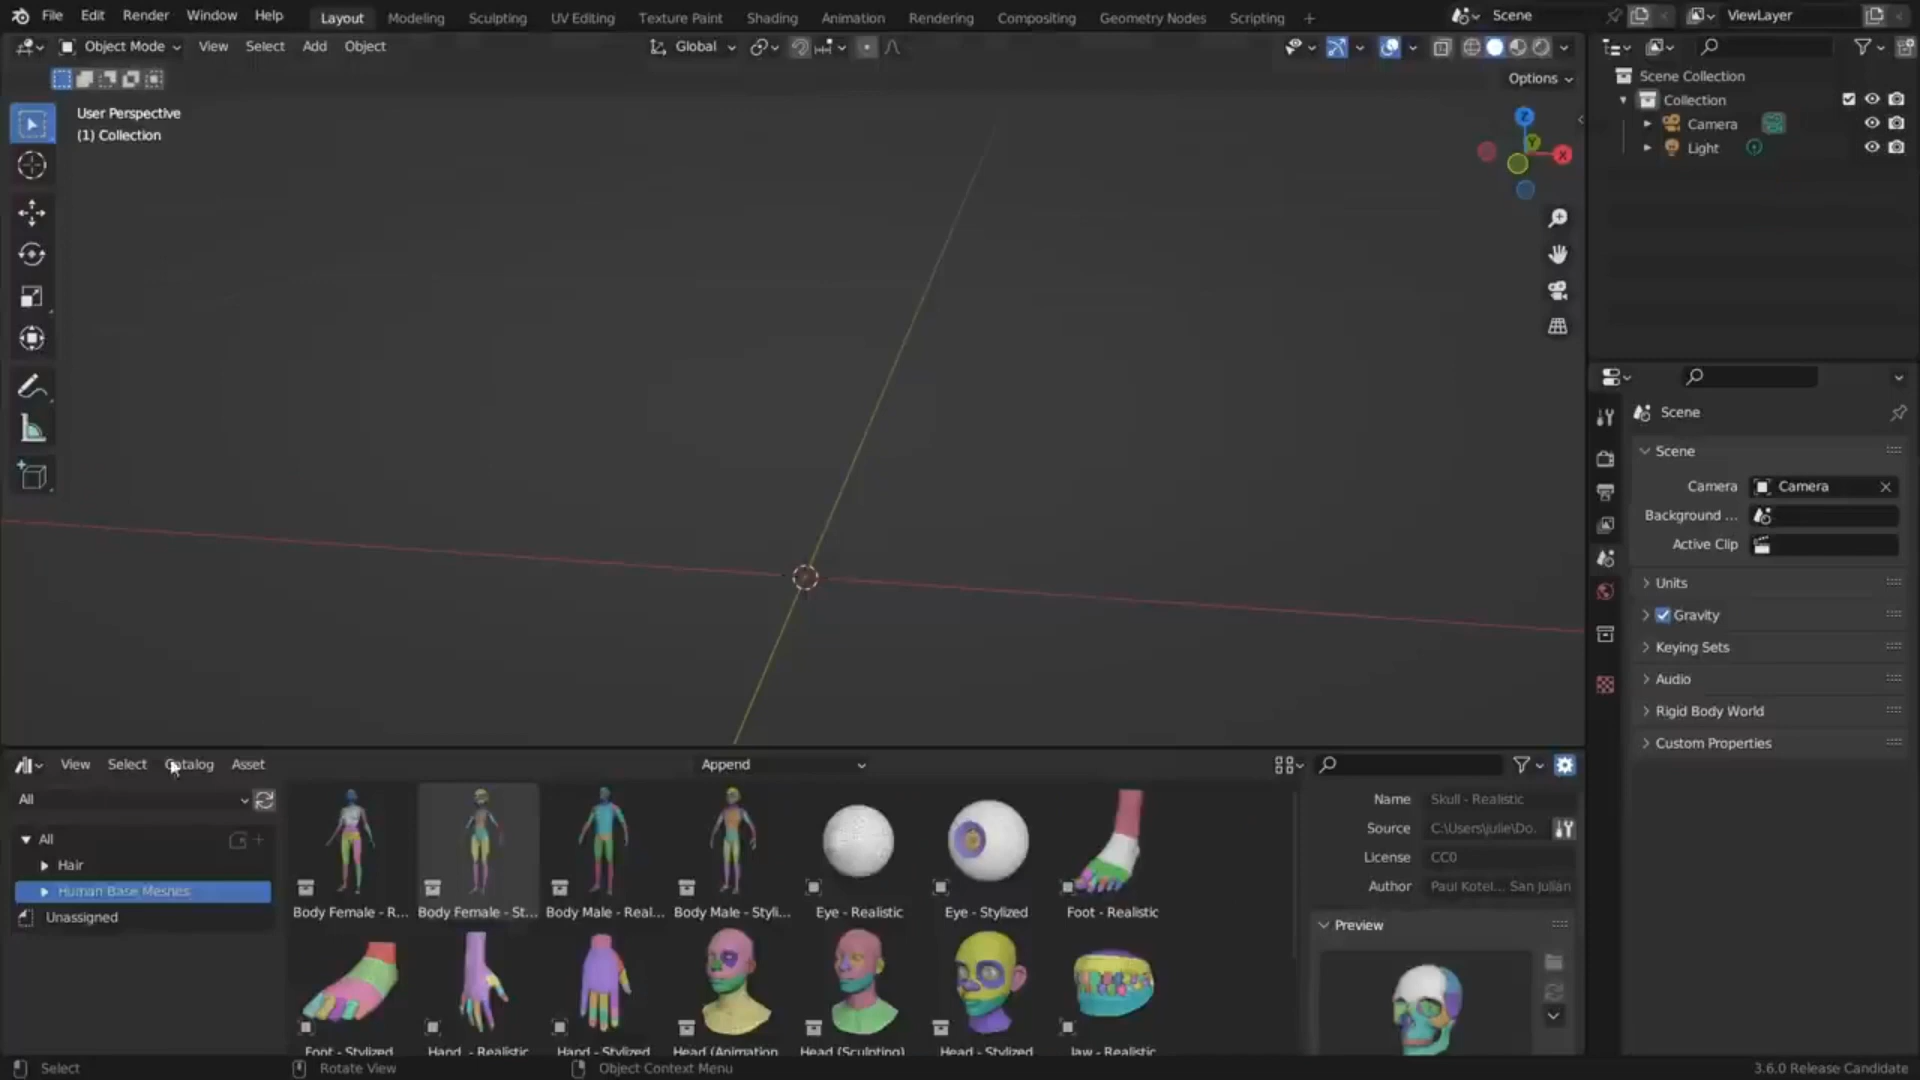 File Edit Render Window Help Layout Modeling Sculpting UV Editing Texture Paint Shading Animation Rendering Compositing Geometry Nodes Scripting + Scene ViewLayer
Object Mode View Select Add Object Global
Options
User Perspective
(1) Collection
Z
Y
X
Scene Collection
Collection
Camera
Light
Scene
Scene
Camera Camera
Background ...
Active Clip
Units
Gravity
Keying Sets
Audio
Rigid Body World
Custom Properties
View Select Catalog Asset Append
All
All
Hair
Human Base Meshes
Unassigned
Body Female - R... Body Female - St... Body Male - Real... Body Male - Styli... Eye - Realistic Eye - Stylized Foot - Realistic
Foot - Stylized Hand - Realistic Hand - Stylized Head (Animation Head (Sculpting) Head - Stylized Jaw - Realistic
Name Skull - Realistic
Source C:\Users\julie\Do.
License CC0
Author Paul Kotel... San Julián
Preview
Select Rotate View Object Context Menu 3.6.0 Release Candidate